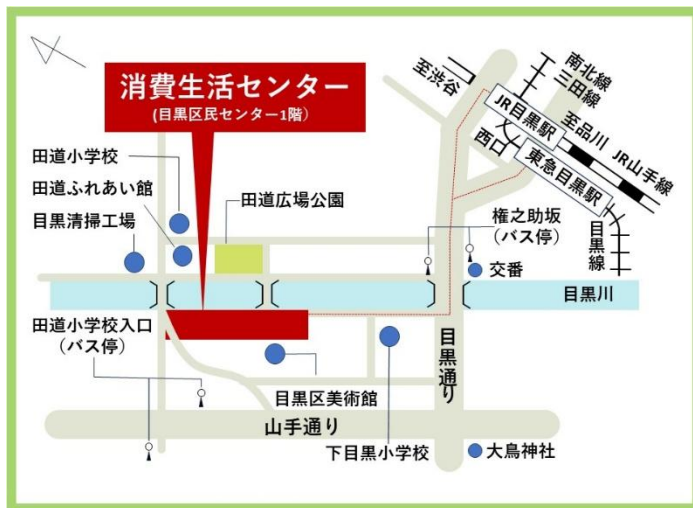 消費生活センター
(目黒区民センター1階)
至渋谷
南北線
三田線
JR目黒駅
至品川
JR山手線
西口
東急目黒駅
目黒線
田道小学校
田道ふれあい館
目黒清掃工場
田道広場公園
権之助坂
(バス停)
交番
目黒川
田道小学校入口
(バス停)
目黒区美術館
目黒通り
山手通り
下目黒小学校
大鳥神社